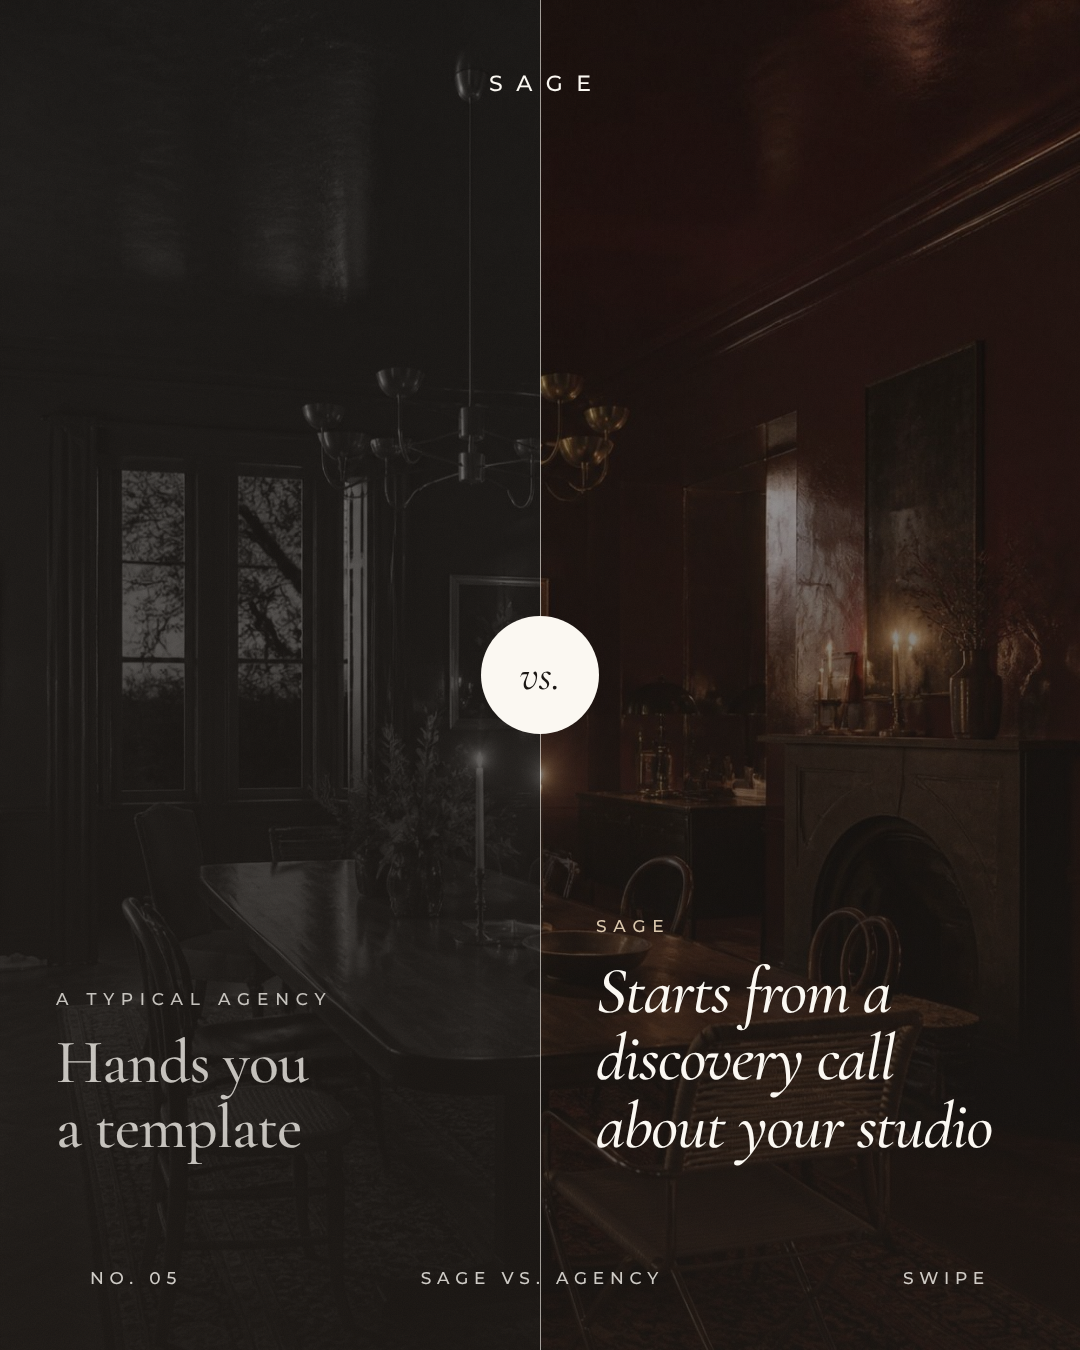 SAGE
vs.
A TYPICAL AGENCY
Hands you
a template
SAGE
Starts from a
discovery call
about your studio
NO. 05
SAGE VS. AGENCY
SWIPE